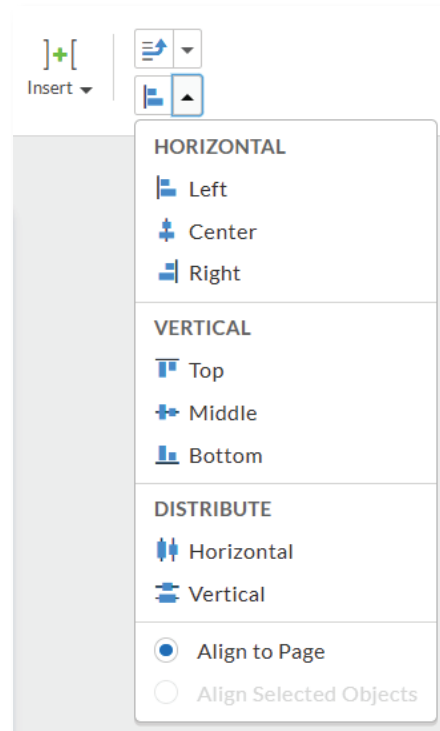 Insert
HORIZONTAL
Left
Center
Right
VERTICAL
Top
Middle
Bottom
DISTRIBUTE
Horizontal
Vertical
Align to Page
Align Selected Objects